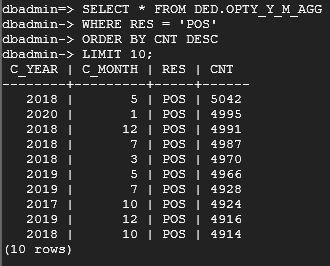 dbadmin=> SELECT * FROM DED.OPTY_Y_M_AGG
dbadmin-> WHERE RES = 'POS'
dbadmin-> ORDER BY CNT DESC
dbadmin-> LIMIT 10;
 C_YEAR | C_MONTH | RES | CNT
--------+---------+-----+------
   2018 |       5 | POS | 5042
   2020 |       1 | POS | 4995
   2018 |      12 | POS | 4991
   2018 |       7 | POS | 4987
   2018 |       3 | POS | 4970
   2019 |       5 | POS | 4966
   2019 |       7 | POS | 4928
   2017 |      10 | POS | 4924
   2019 |      12 | POS | 4916
   2018 |      10 | POS | 4914
(10 rows)